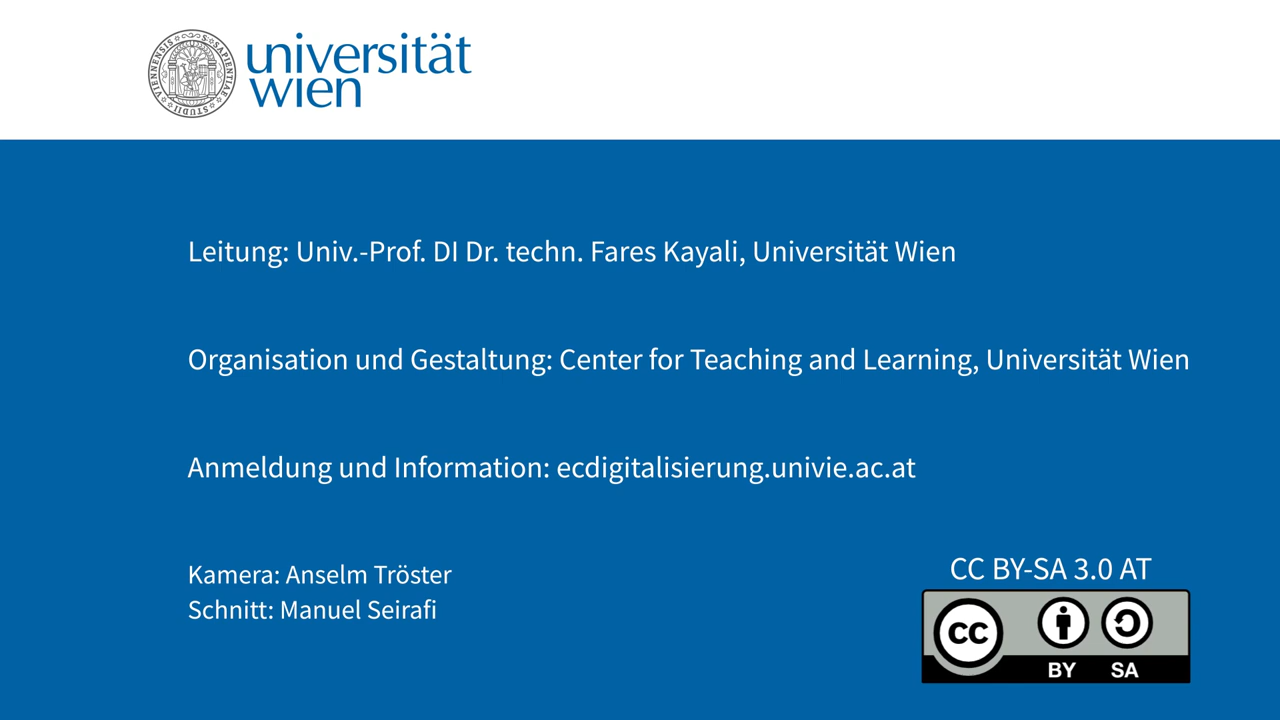 universität
wien
Leitung: Univ.-Prof. DI Dr. techn. Fares Kayali, Universität Wien
Organisation und Gestaltung: Center for Teaching and Learning, Universität Wien
Anmeldung und Information: ecdigitalisierung.univie.ac.at
Kamera: Anselm Tröster
Schnitt: Manuel Seirafi
CC BY-SA 3.0 AT
cc
BY SA